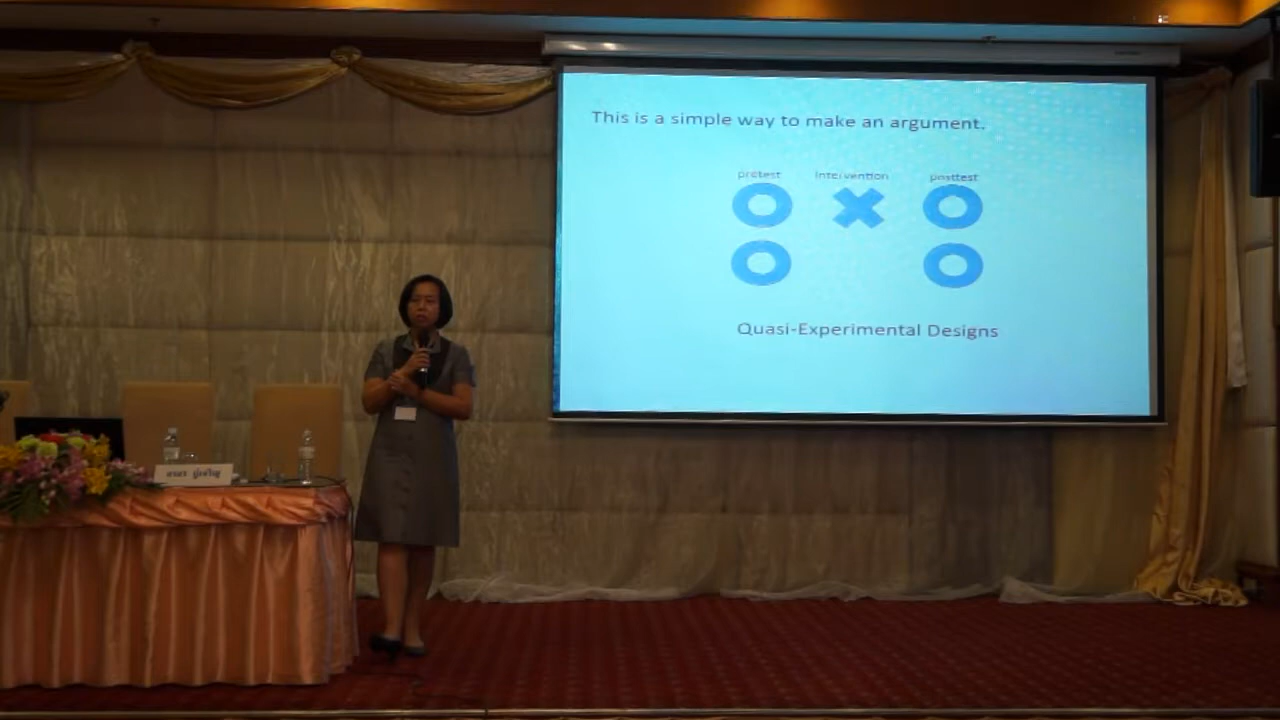 This is a simple way to make an argument.
pretest intervention posttest
Quasi-Experimental Designs